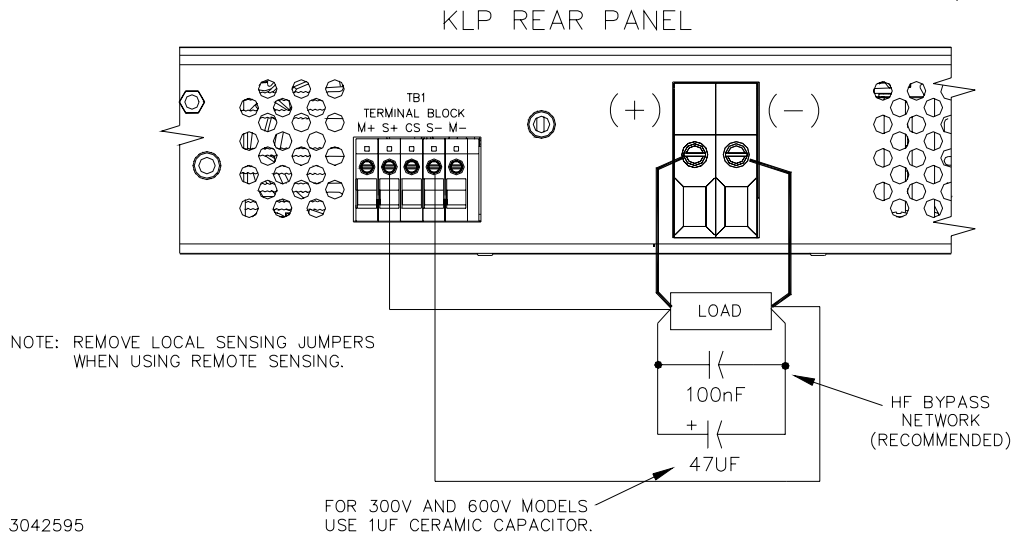 KLP REAR PANEL
TB1
TERMINAL BLOCK
M+ S+ CS S- M-
(+) (-)
LOAD
NOTE: REMOVE LOCAL SENSING JUMPERS
WHEN USING REMOTE SENSING.
100nF
HF BYPASS
NETWORK
(RECOMMENDED)
+
47UF
FOR 300V AND 600V MODELS
USE 1UF CERAMIC CAPACITOR.
3042595